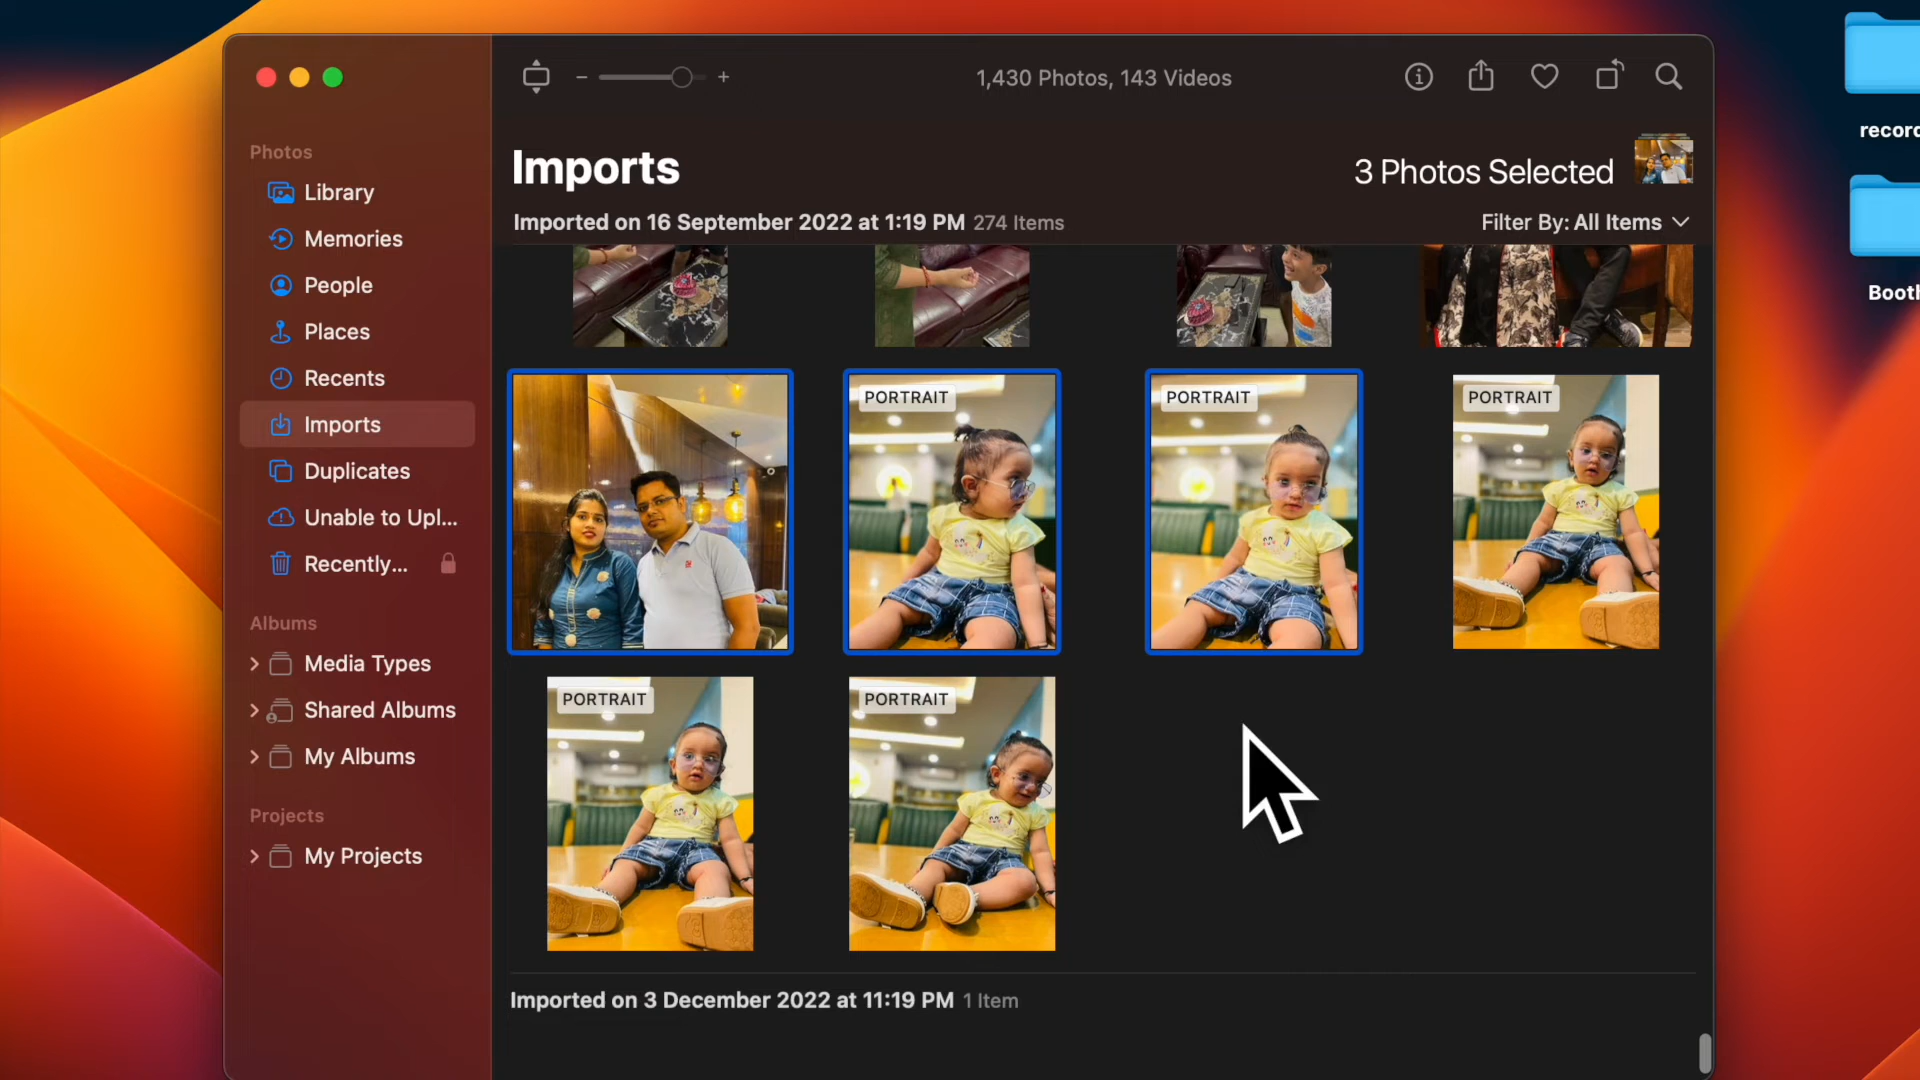 1,430 Photos, 143 Videos
Photos
Library
Memories
People
Places
Recents
Imports
Duplicates
Unable to Upl...
Recently...
Albums
Media Types
Shared Albums
My Albums
Projects
My Projects
Imports
3 Photos Selected
Imported on 16 September 2022 at 1:19 PM 274 Items
Filter By: All Items
PORTRAIT
PORTRAIT
PORTRAIT
PORTRAIT
PORTRAIT
Imported on 3 December 2022 at 11:19 PM 1 Item
record
Booth